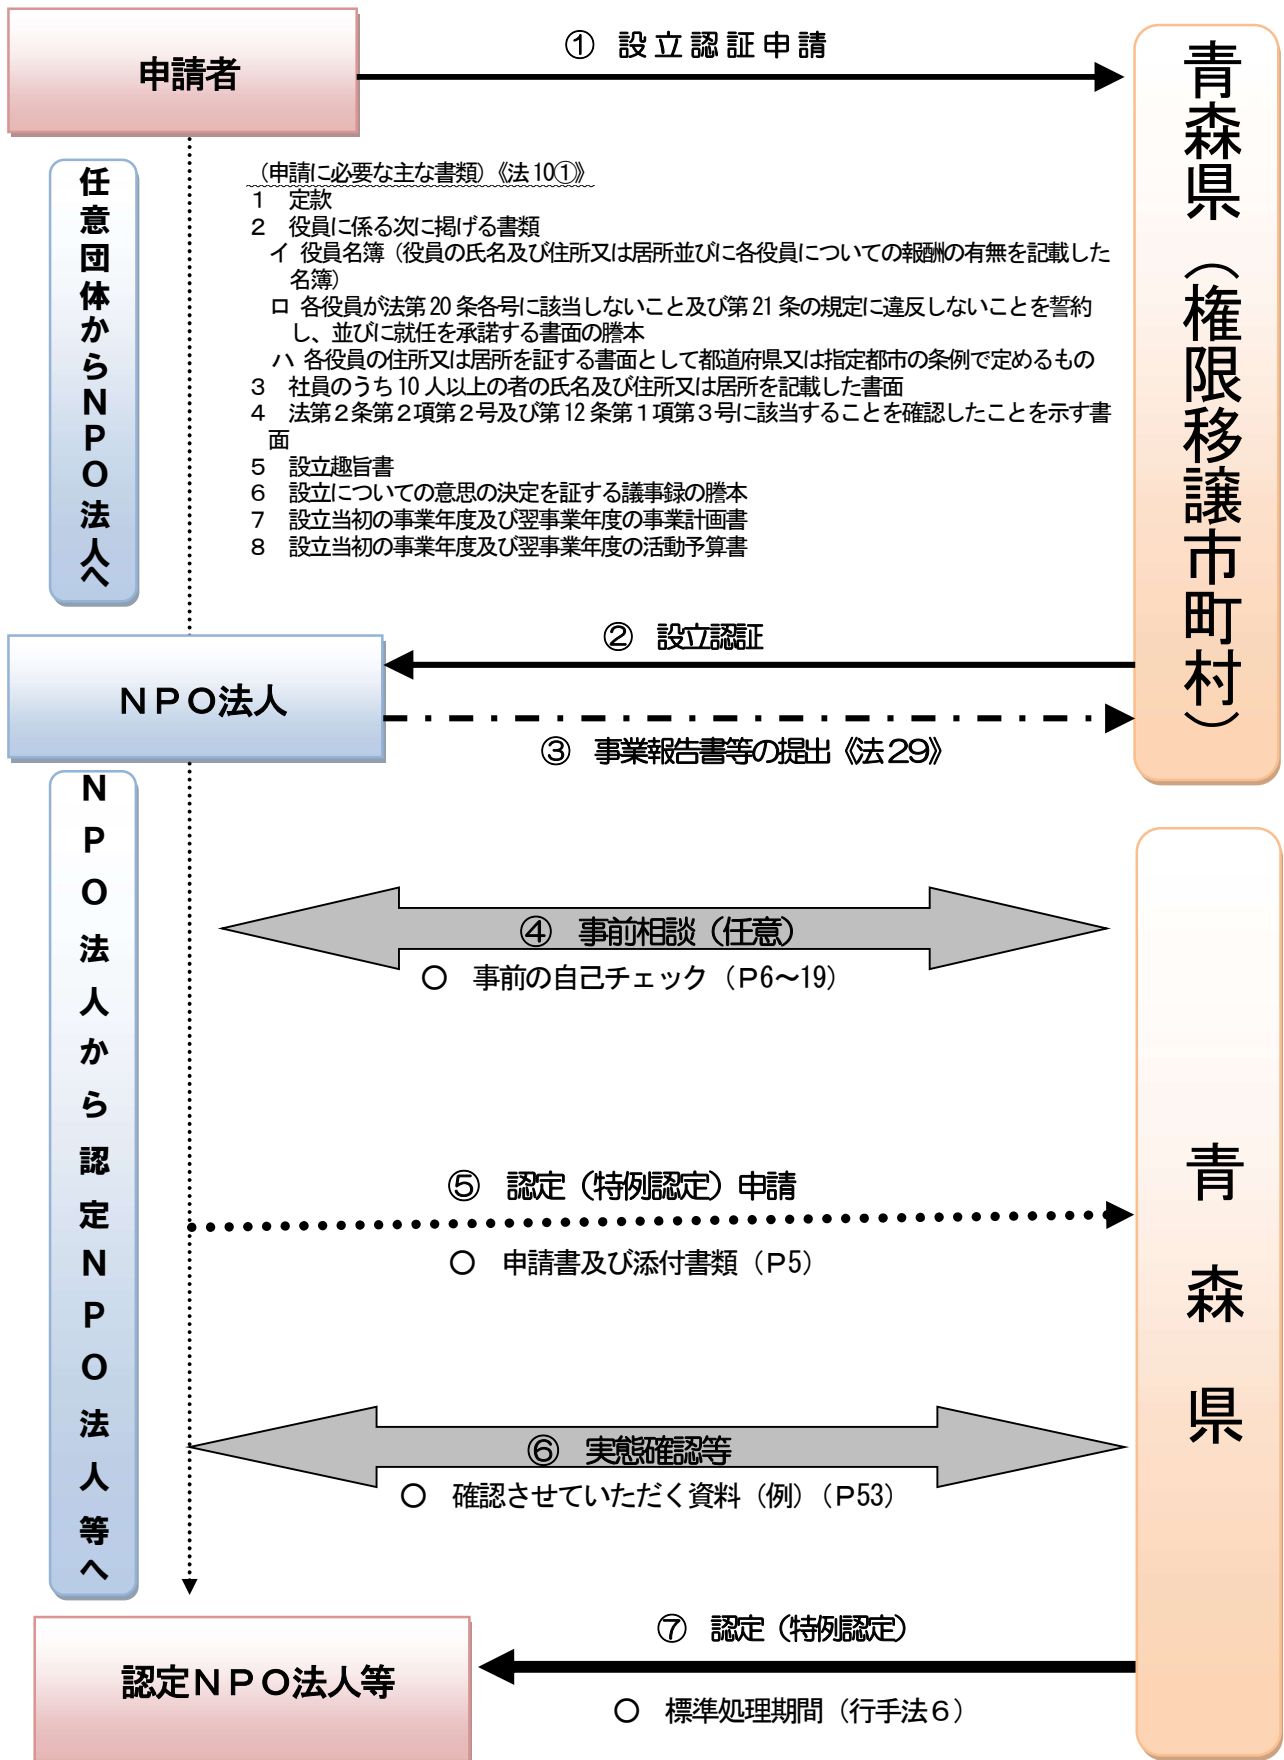 申請者
① 設立認証申請
青森県（権限移譲市町村）
任意団体からＮＰＯ法人へ
（申請に必要な主な書類）《法10①》
１　定款
２　役員に係る次に掲げる書類
イ 役員名簿（役員の氏名及び住所又は居所並びに各役員についての報酬の有無を記載した
名簿）
ロ 各役員が法第20条各号に該当しないこと及び第21条の規定に違反しないことを誓約
し、並びに就任を承諾する書面の謄本
ハ 各役員の住所又は居所を証する書面として都道府県又は指定都市の条例で定めるもの
３　社員のうち10人以上の者の氏名及び住所又は居所を記載した書面
４　法第２条第２項第２号及び第12条第１項第３号に該当することを確認したことを示す書
面
５　設立趣旨書
６　設立についての意思の決定を証する議事録の謄本
７　設立当初の事業年度及び翌事業年度の事業計画書
８　設立当初の事業年度及び翌事業年度の活動予算書
② 設立認証
ＮＰＯ法人
③ 事業報告書等の提出《法29》
ＮＰＯ法人から認定ＮＰＯ法人等へ
青森県
④ 事前相談（任意）
○ 事前の自己チェック（Ｐ6～19）
⑤ 認定（特例認定）申請
○ 申請書及び添付書類（Ｐ5）
⑥ 実態確認等
○ 確認させていただく資料（例）（Ｐ53）
⑦ 認定（特例認定）
認定ＮＰＯ法人等
○ 標準処理期間（行手法６）